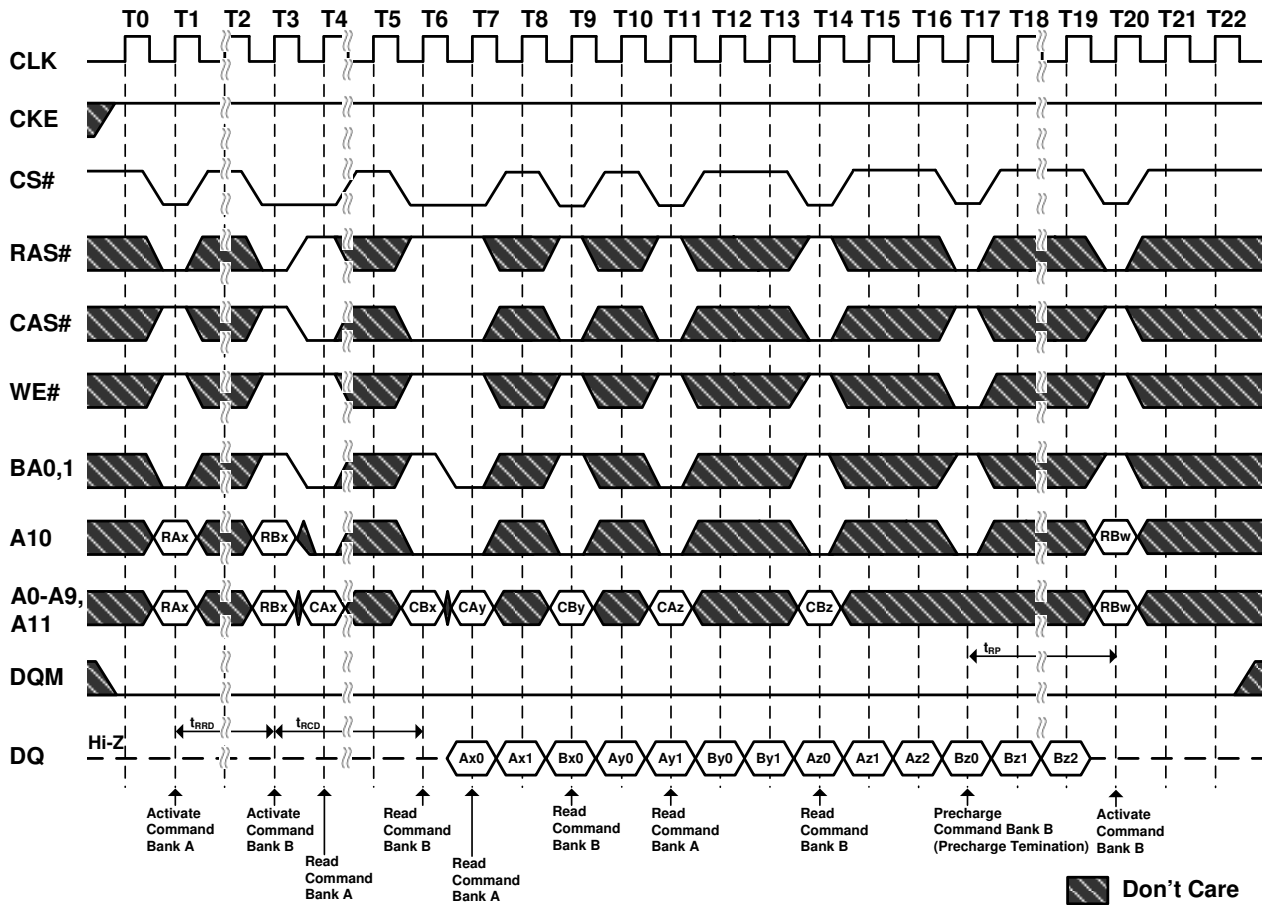 T0 T1 T2 T3 T4 T5 T6 T7 T8 T9 T10 T11 T12 T13 T14 T15 T16 T17 T18 T19 T20 T21 T22
CLK
CKE
CS#
RAS#
CAS#
WE#
BA0,1
A10 RAx RBx RBw
A0-A9,
A11
RAx RBx CAx CBx CAy CBy CAz CBz RBw
tRP
DQM
tRRD tRCD
Hi-Z
DQ Ax0 Ax1 Bx0 Ay0 Ay1 By0 By1 Az0 Az1 Az2 Bz0 Bz1 Bz2
Activate
Command
Bank A
Activate
Command
Bank B
Read
Command
Bank A
Read
Command
Bank B
Read
Command
Bank A
Read
Command
Bank B
Read
Command
Bank A
Read
Command
Bank B
Precharge
Command Bank B
(Precharge Temination)
Activate
Command
Bank B
Don't Care